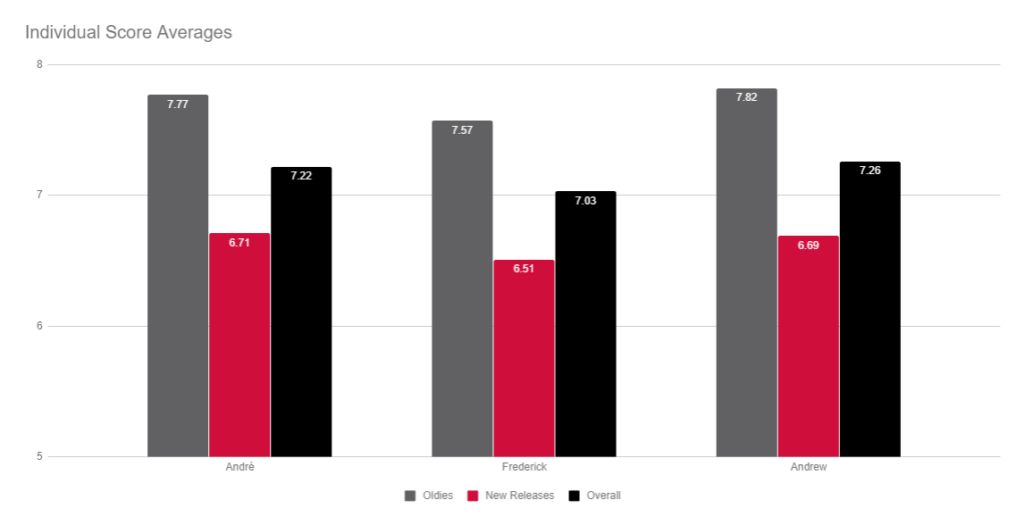 Individual Score Averages
8
7.77 7.57 7.82
7.22 7.03 7.26
7
6.71 6.51 6.69
6
5
André Frederick Andrew
Oldies New Releases Overall